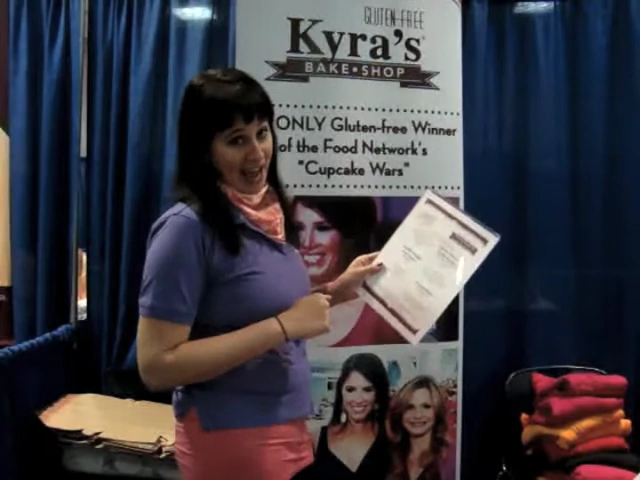 GLUTEN-FREE
Kyra's
BAKE • SHOP
ONLY Gluten-free Winner
of the Food Network's
"Cupcake Wars"